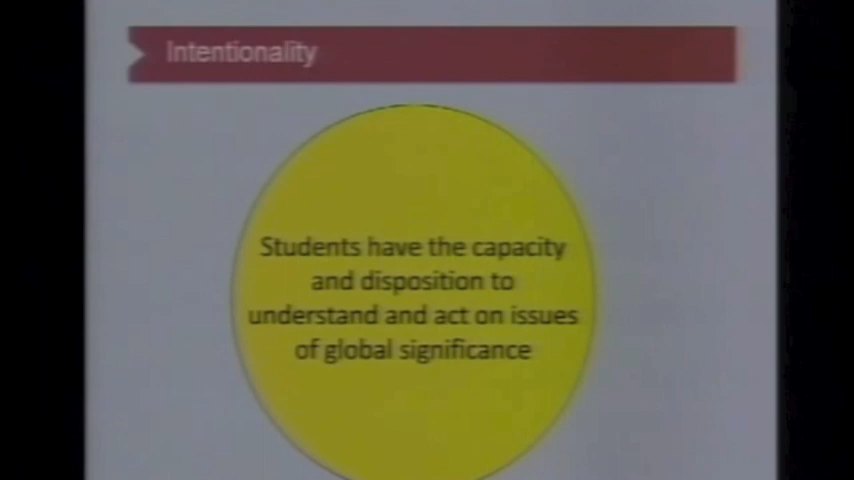 Intentionality
Students have the capacity
and disposition to
understand and act on issues
of global significance